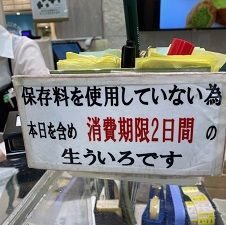 保存料を使用していない為
本日を含め 消費期限2日間 の
生ういろです